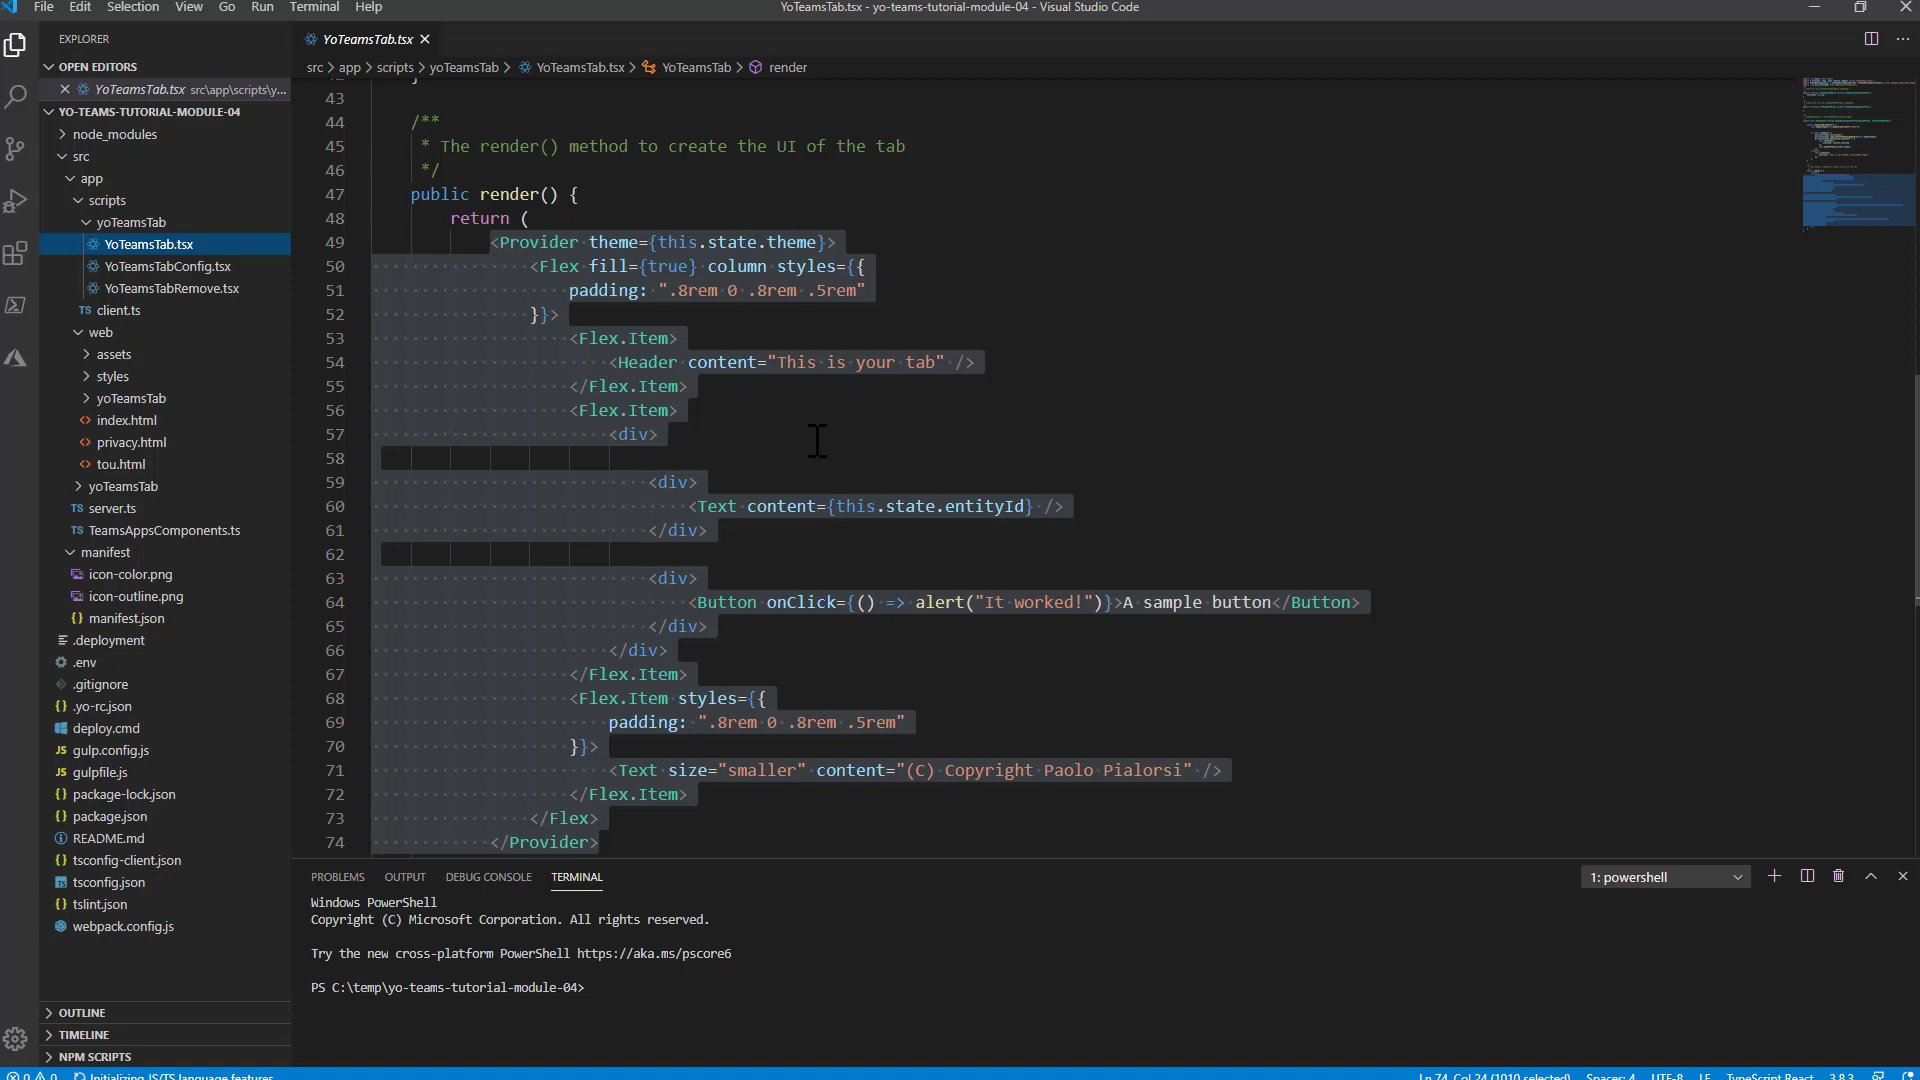 File Edit Selection View Go Run Terminal Help
YoTeamsTab.tsx - yo-teams-tutorial-module-04 - Visual Studio Code
EXPLORER
OPEN EDITORS
YoTeamsTab.tsx src\app\scripts\y...
YO-TEAMS-TUTORIAL-MODULE-04
node_modules
src
app
scripts
yoTeamsTab
YoTeamsTab.tsx
YoTeamsTabConfig.tsx
YoTeamsTabRemove.tsx
TS client.ts
web
assets
styles
yoTeamsTab
index.html
privacy.html
tou.html
yoTeamsTab
TS server.ts
TS TeamsAppsComponents.ts
manifest
icon-color.png
icon-outline.png
{} manifest.json
.deployment
.env
.gitignore
{} .yo-rc.json
deploy.cmd
JS gulp.config.js
JS gulpfile.js
{} package-lock.json
{} package.json
README.md
{} tsconfig-client.json
tsconfig.json
{} tslint.json
webpack.config.js
OUTLINE
TIMELINE
NPM SCRIPTS
YoTeamsTab.tsx
src > app > scripts > yoTeamsTab > YoTeamsTab.tsx > YoTeamsTab > render
43
44 /**
45 * The render() method to create the UI of the tab
46 */
47 public render() {
48 return (
49 <Provider theme={this.state.theme}>
50 <Flex fill={true} column styles={{
51 padding: ".8rem 0 .8rem .5rem"
52 }}>
53 <Flex.Item>
54 <Header content="This is your tab" />
55 </Flex.Item>
56 <Flex.Item>
57 <div>
58
59 <div>
60 <Text content={this.state.entityId} />
61 </div>
62
63 <div>
64 <Button onClick={() => alert("It worked!")}>A sample button</Button>
65 </div>
66 </div>
67 </Flex.Item>
68 <Flex.Item styles={{
69 padding: ".8rem 0 .8rem .5rem"
70 }}>
71 <Text size="smaller" content="(C) Copyright Paolo Pialorsi" />
72 </Flex.Item>
73 </Flex>
74 </Provider>
PROBLEMS OUTPUT DEBUG CONSOLE TERMINAL
1: powershell
Windows PowerShell
Copyright (C) Microsoft Corporation. All rights reserved.
Try the new cross-platform PowerShell https://aka.ms/pscore6
PS C:\temp\yo-teams-tutorial-module-04>
0 0 Initializing JS/TS language features
Ln 74, Col 24 (1010 selected) Spaces: 4 UTF-8 LF TypeScript React 3.8.3